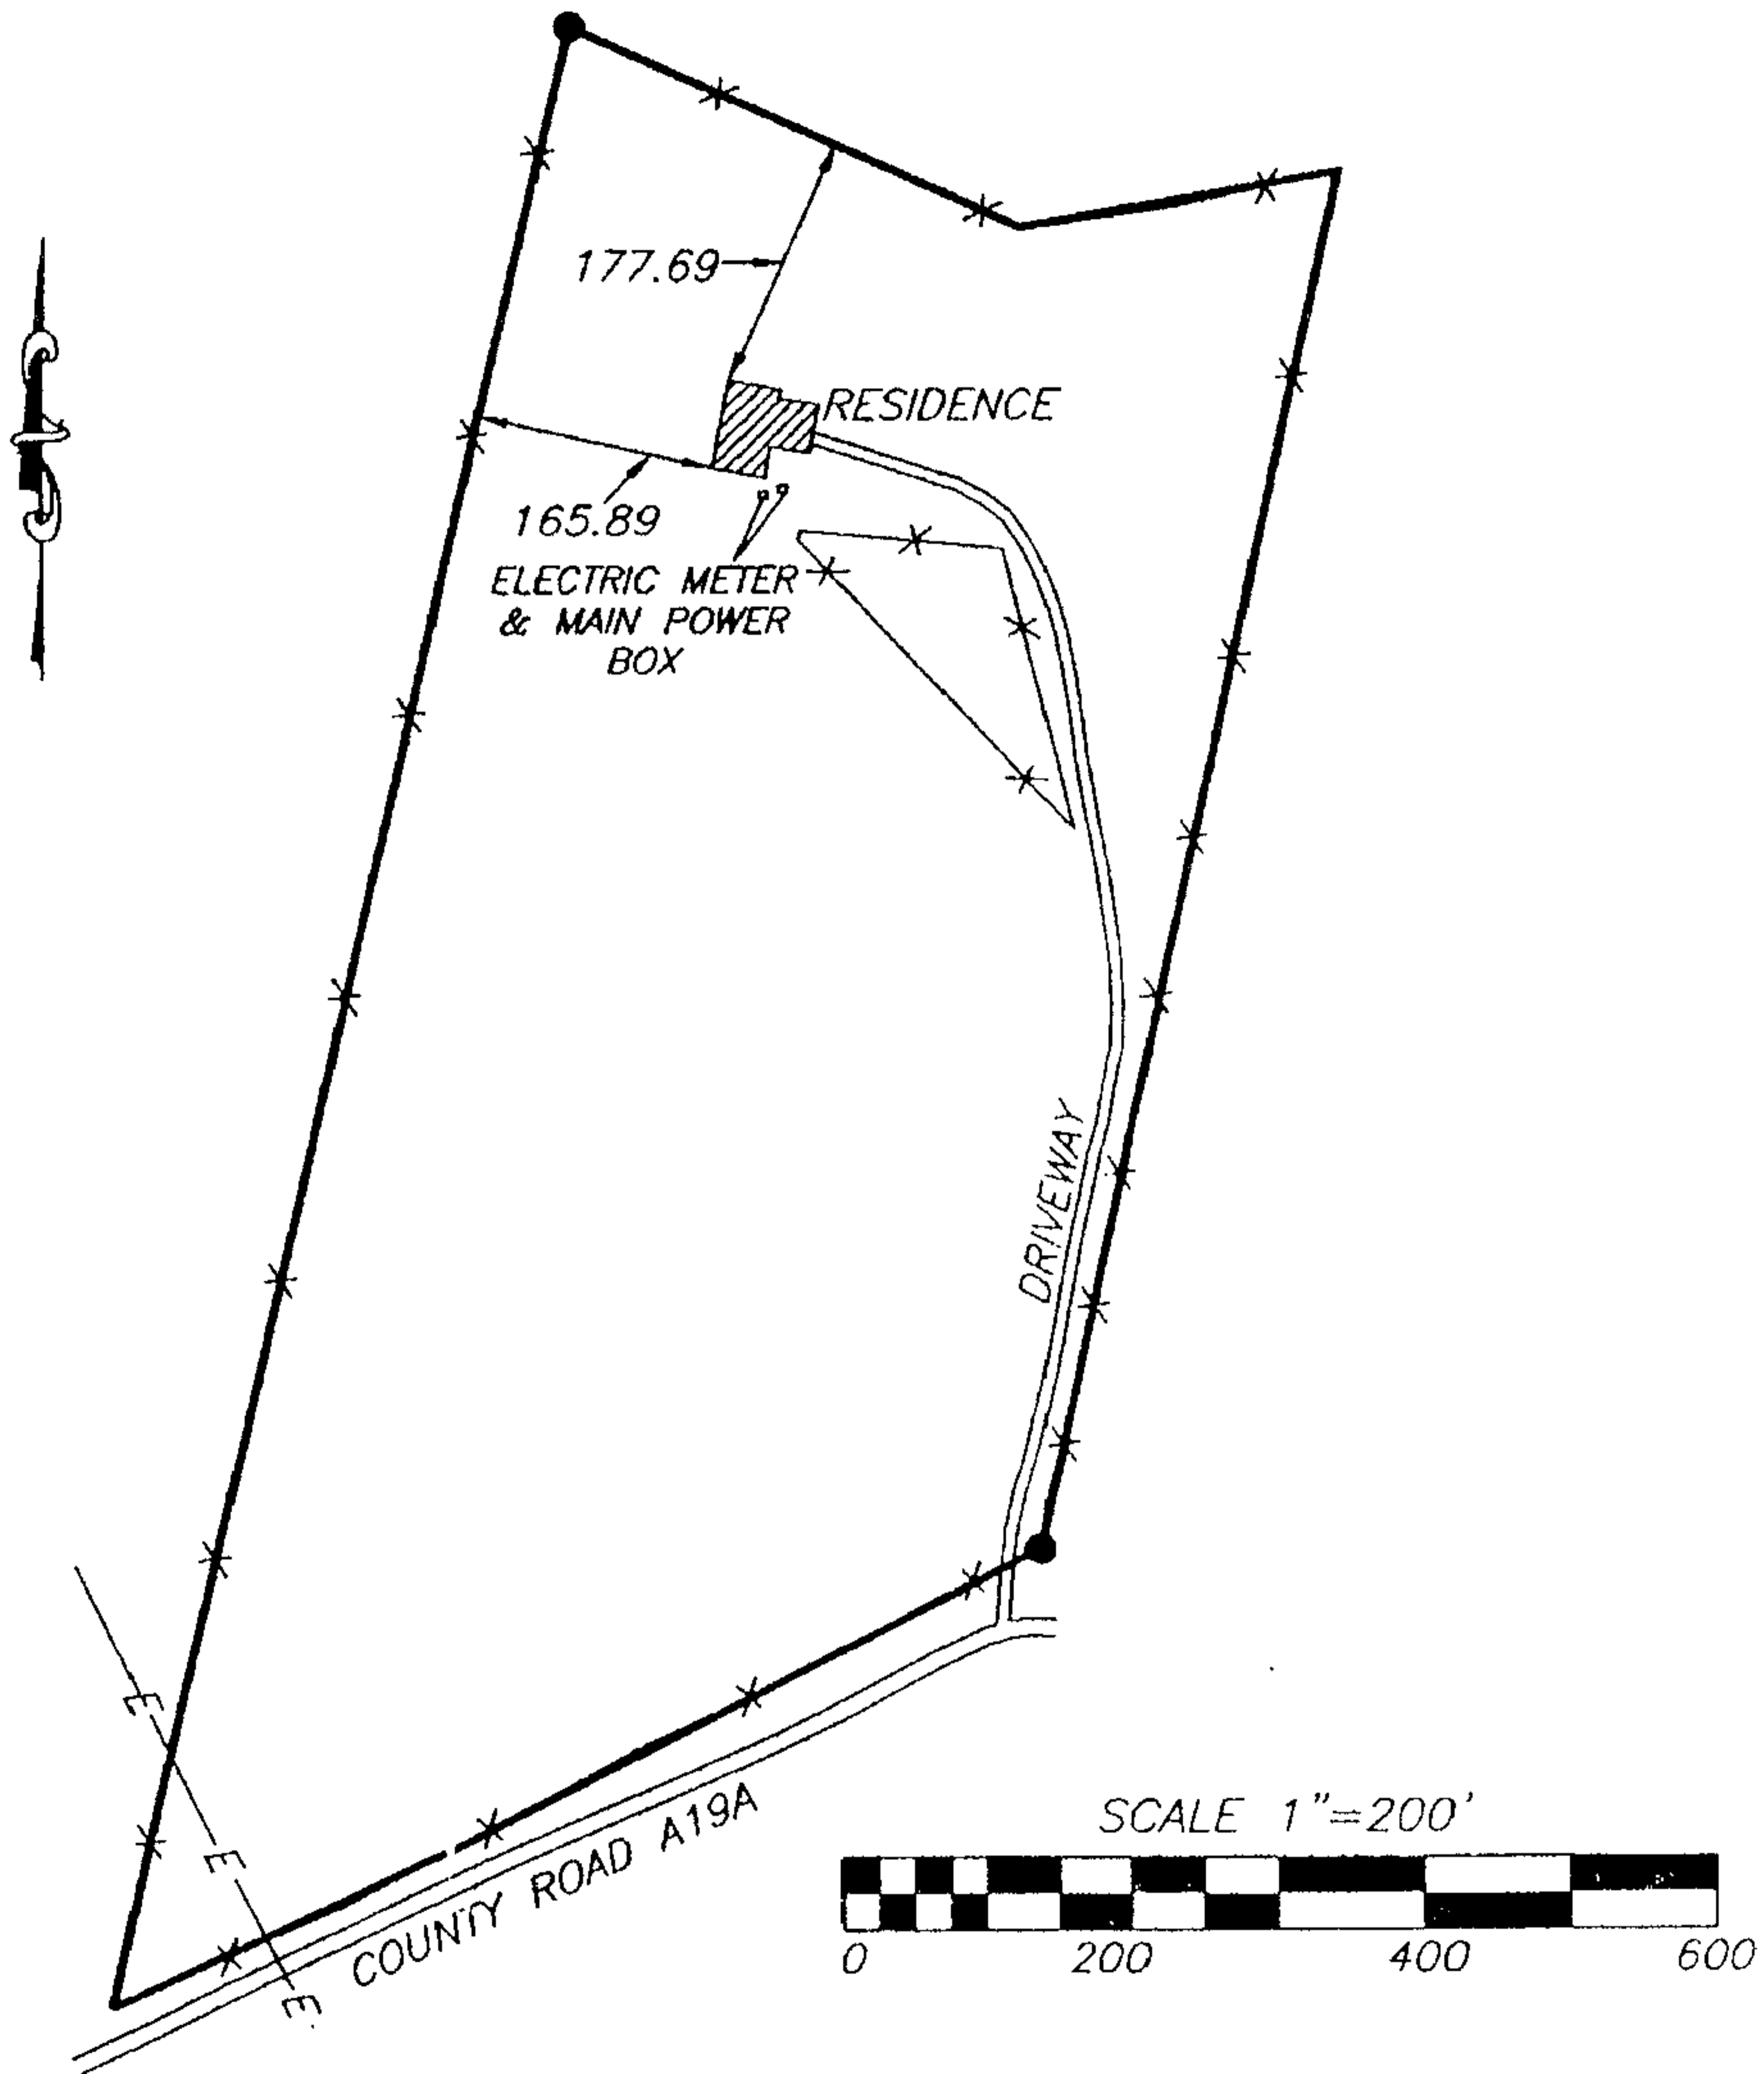 177.69
RESIDENCE
165.89
ELECTRIC METER
& MAIN POWER
BOX
DRIVEWAY
E
E
E
COUNTY ROAD A19A
SCALE 1"=200'
0 200 400 600